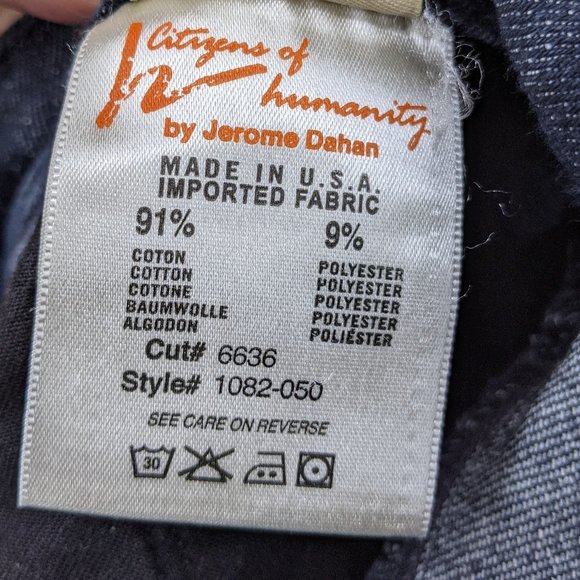 Citizens of
humanity
by Jerome Dahan
MADE IN U.S.A.
IMPORTED FABRIC
91% 9%
COTON POLYESTER
COTTON POLYESTER
COTONE POLYESTER
BAUMWOLLE POLYESTER
ALGODON POLIÉSTER
Cut# 6636
Style# 1082-050
SEE CARE ON REVERSE
30